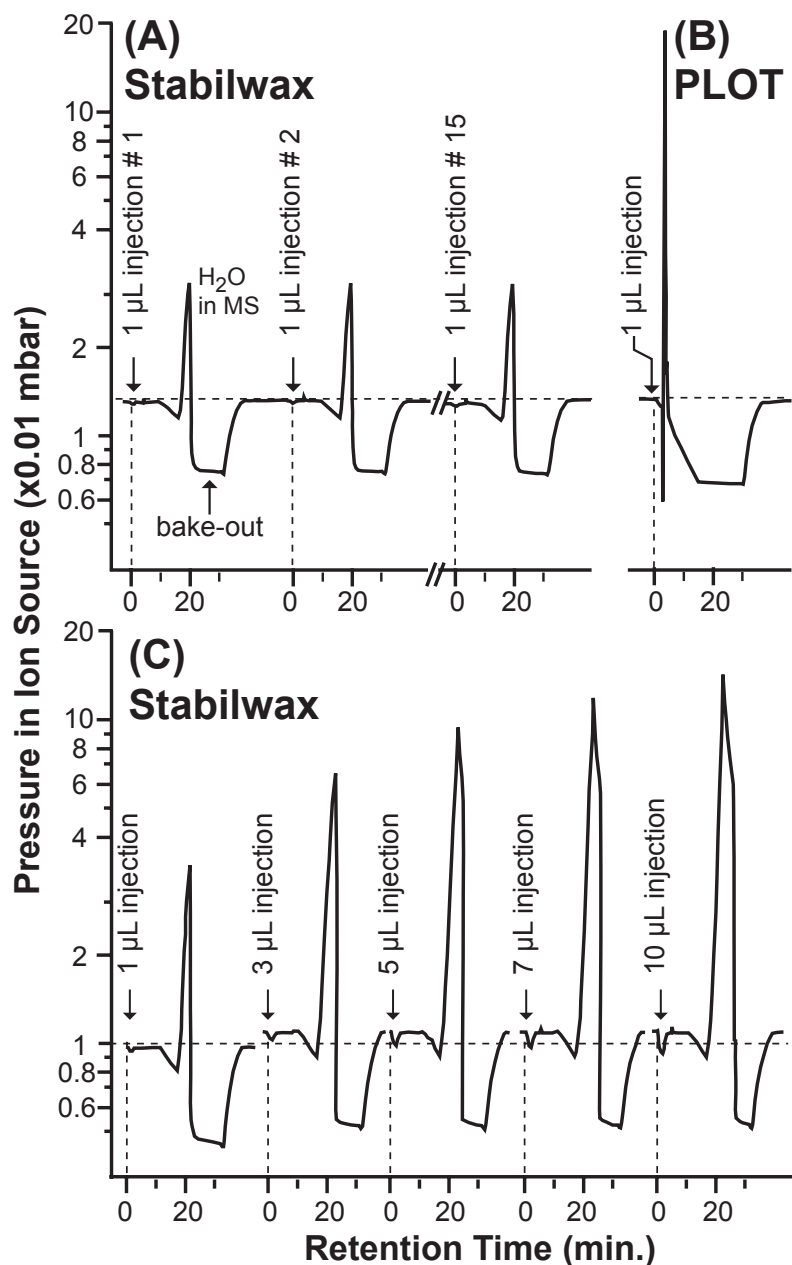 Pressure in Ion Source (x0.01 mbar)
(A)
Stabilwax
(B)
PLOT
20
10
8
6
4
2
1
0.8
0.6
1 µL injection # 1
H2O
in MS
1 µL injection # 2
1 µL injection # 15
1 µL injection
bake-out
0
20
0
20
0
20
0
20
(C)
Stabilwax
20
10
8
6
4
2
1
0.8
0.6
1 µL injection
3 µL injection
5 µL injection
7 µL injection
10 µL injection
0
20
0
20
0
20
0
20
0
20
Retention Time (min.)